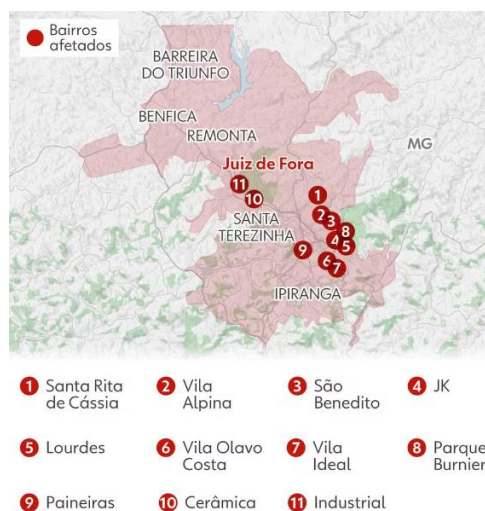 Bairros
afetados
BARREIRA
DO TRIUNFO
BENFICA
REMONTA
MG
Juiz de Fora
11
10
1
SANTA
TEREZINHA
2
3
8
4
5
9
6
7
IPIRANGA
1 Santa Rita
de Cássia
2 Vila
Alpina
3 São
Benedito
4 JK
5 Lourdes
6 Vila Olavo
Costa
7 Vila
Ideal
8 Parque
Burnier
9 Paineiras
10 Cerâmica
11 Industrial